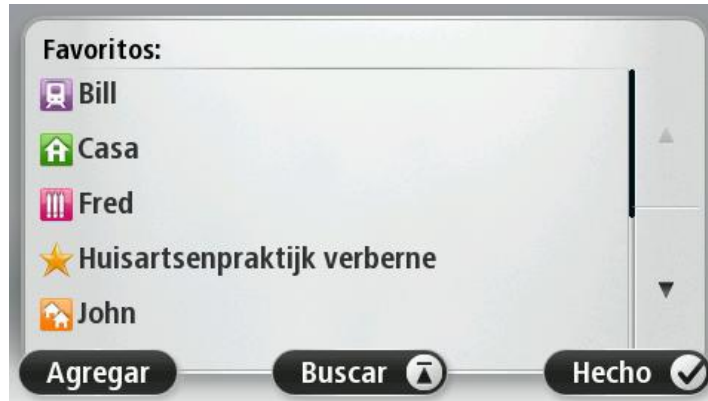 Favoritos:
Bill
Casa
Fred
Huisartsenpraktijk verberne
John
Agregar
Buscar
Hecho